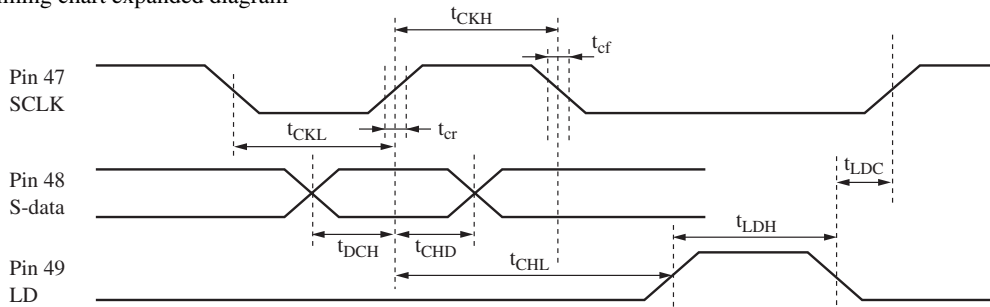 chart expanded diagram
tCKH
tcf
Pin 47
SCLK
tCKL
tcr
Pin 48
S-data
tLDC
tDCH
tCHD
tLDH
tCHL
Pin 49
LD